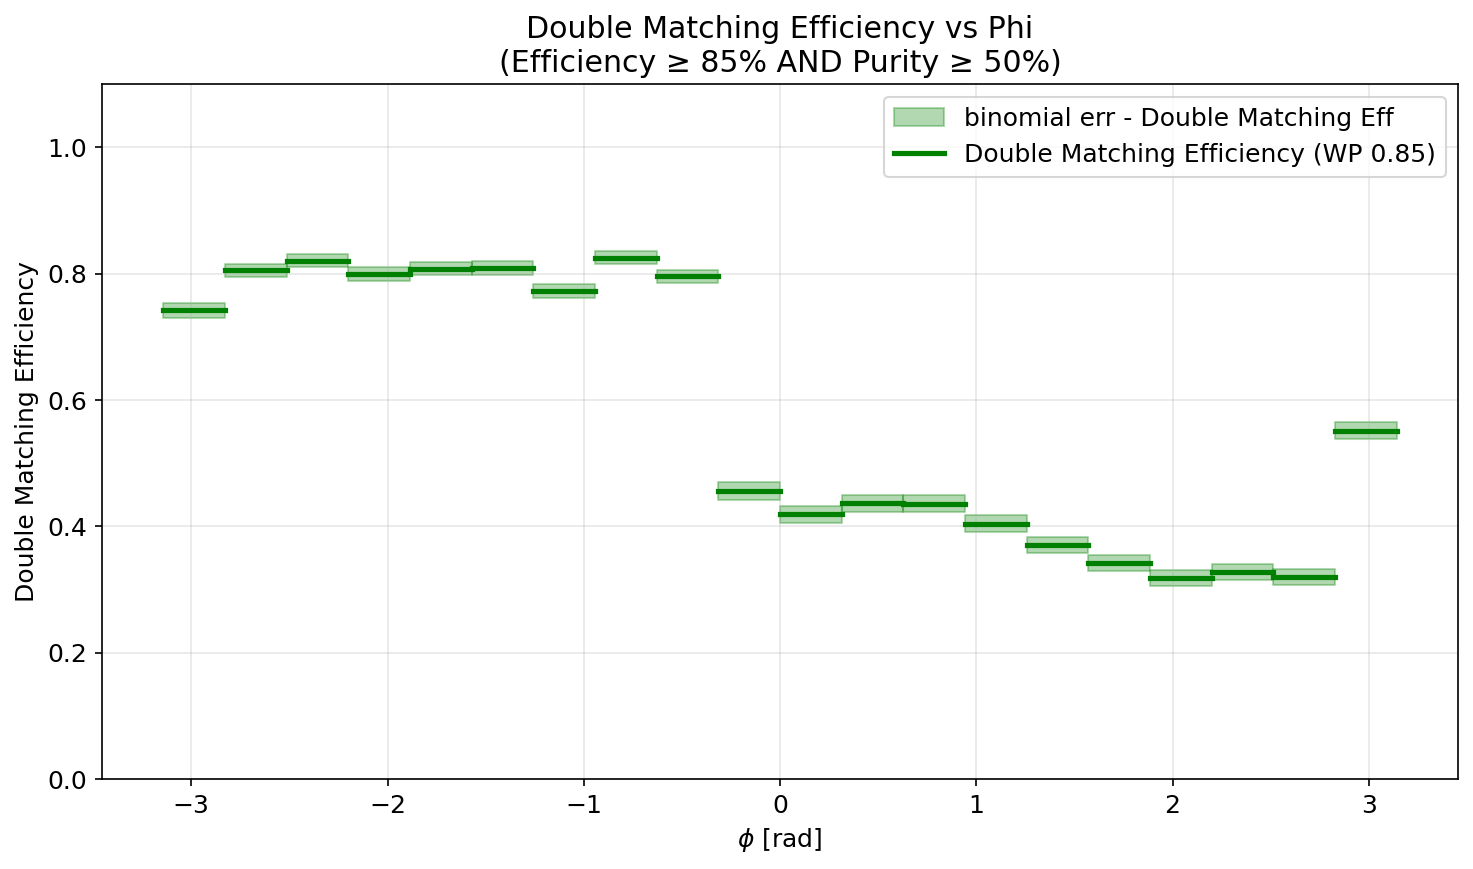 Double Matching Efficiency vs Phi
(Efficiency ≥ 85% AND Purity ≥ 50%)
binomial err - Double Matching Eff
Double Matching Efficiency (WP 0.85)
Double Matching Efficiency
1.0
0.8
0.6
0.4
0.2
0.0
−3 −2 −1 0 1 2 3
ϕ [rad]